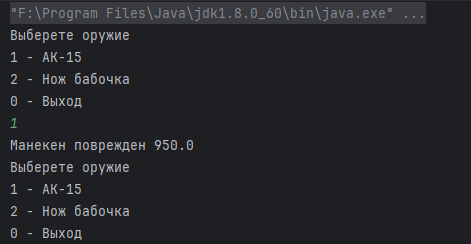 "F:\Program Files\Java\jdk1.8.0_60\bin\java.exe" ...
Выберете оружие
1 - АК-15
2 - Нож бабочка
0 - Выход
1
Манекен поврежден 950.0
Выберете оружие
1 - АК-15
2 - Нож бабочка
0 - Выход